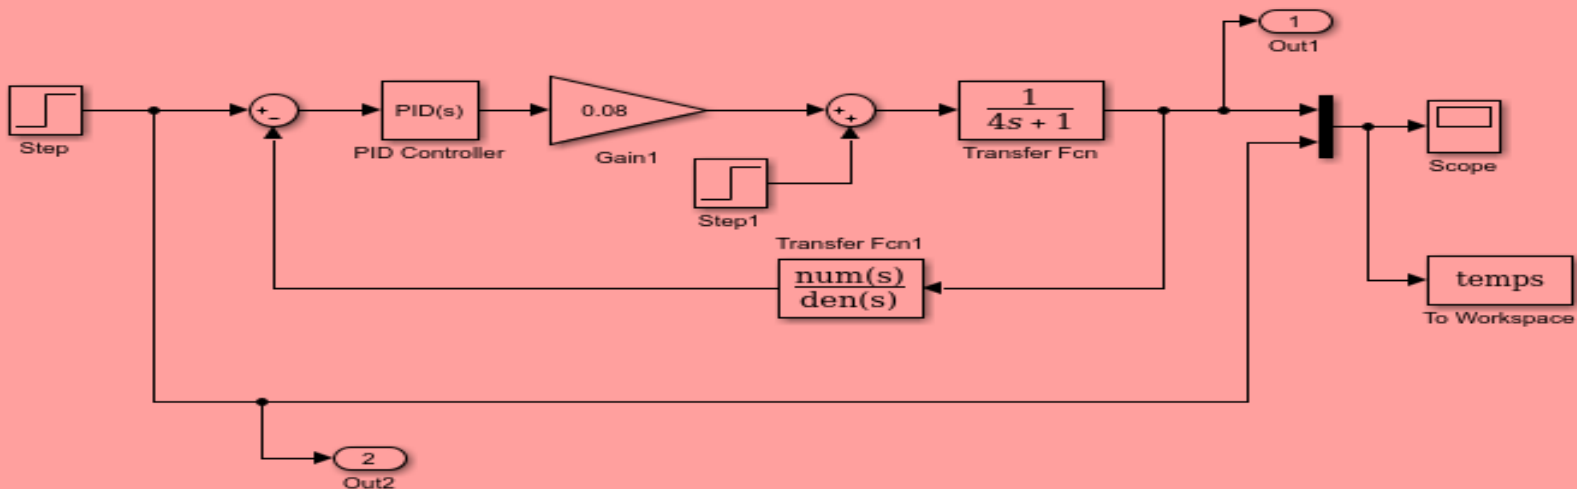 1
Out1
Step
+
−
PID(s)
PID Controller
0.08
Gain1
+
+
1
4s + 1
Transfer Fcn
Scope
Step1
Transfer Fcn1
num(s)
den(s)
temps
To Workspace
2
Out2